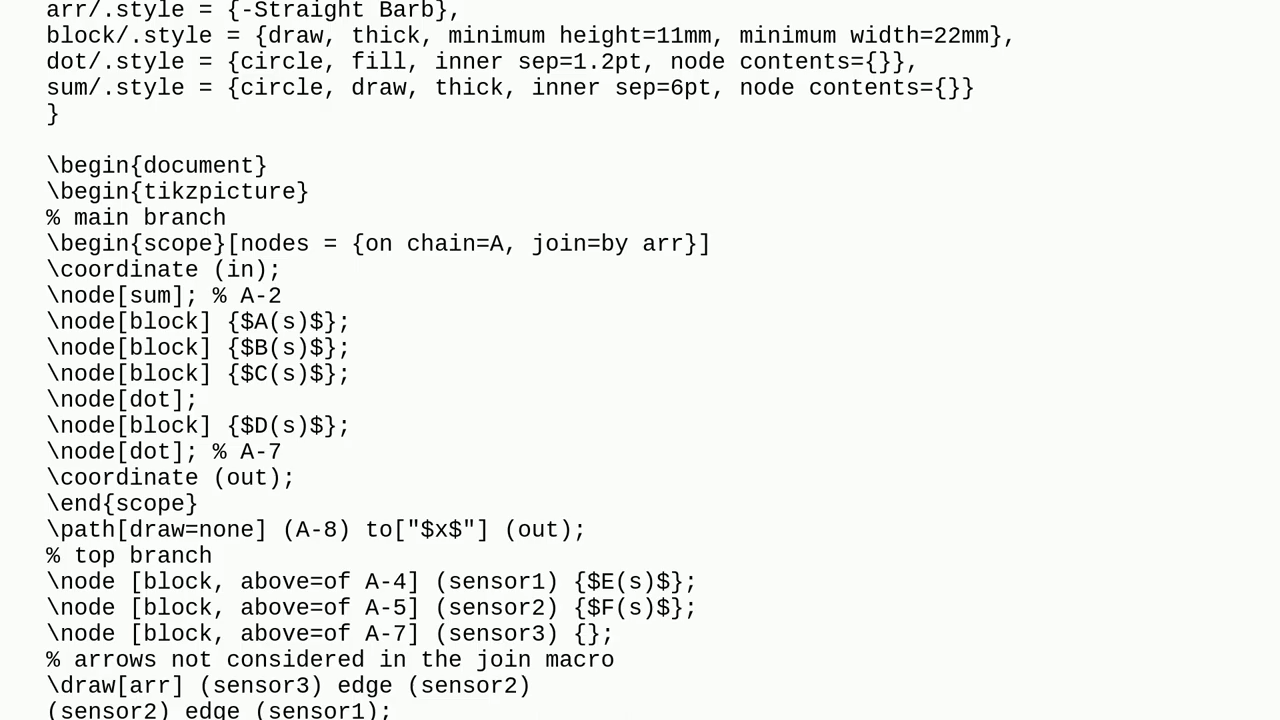 arr/.style = {-Straight Barb},
block/.style = {draw, thick, minimum height=11mm, minimum width=22mm},
dot/.style = {circle, fill, inner sep=1.2pt, node contents={}},
sum/.style = {circle, draw, thick, inner sep=6pt, node contents={}}
}

\begin{document}
\begin{tikzpicture}
% main branch
\begin{scope}[nodes = {on chain=A, join=by arr}]
\coordinate (in);
\node[sum]; % A-2
\node[block] {$A(s)$};
\node[block] {$B(s)$};
\node[block] {$C(s)$};
\node[dot];
\node[block] {$D(s)$};
\node[dot]; % A-7
\coordinate (out);
\end{scope}
\path[draw=none] (A-8) to["$x$"] (out);
% top branch
\node [block, above=of A-4] (sensor1) {$E(s)$};
\node [block, above=of A-5] (sensor2) {$F(s)$};
\node [block, above=of A-7] (sensor3) {};
% arrows not considered in the join macro
\draw[arr] (sensor3) edge (sensor2)
(sensor2) edge (sensor1);